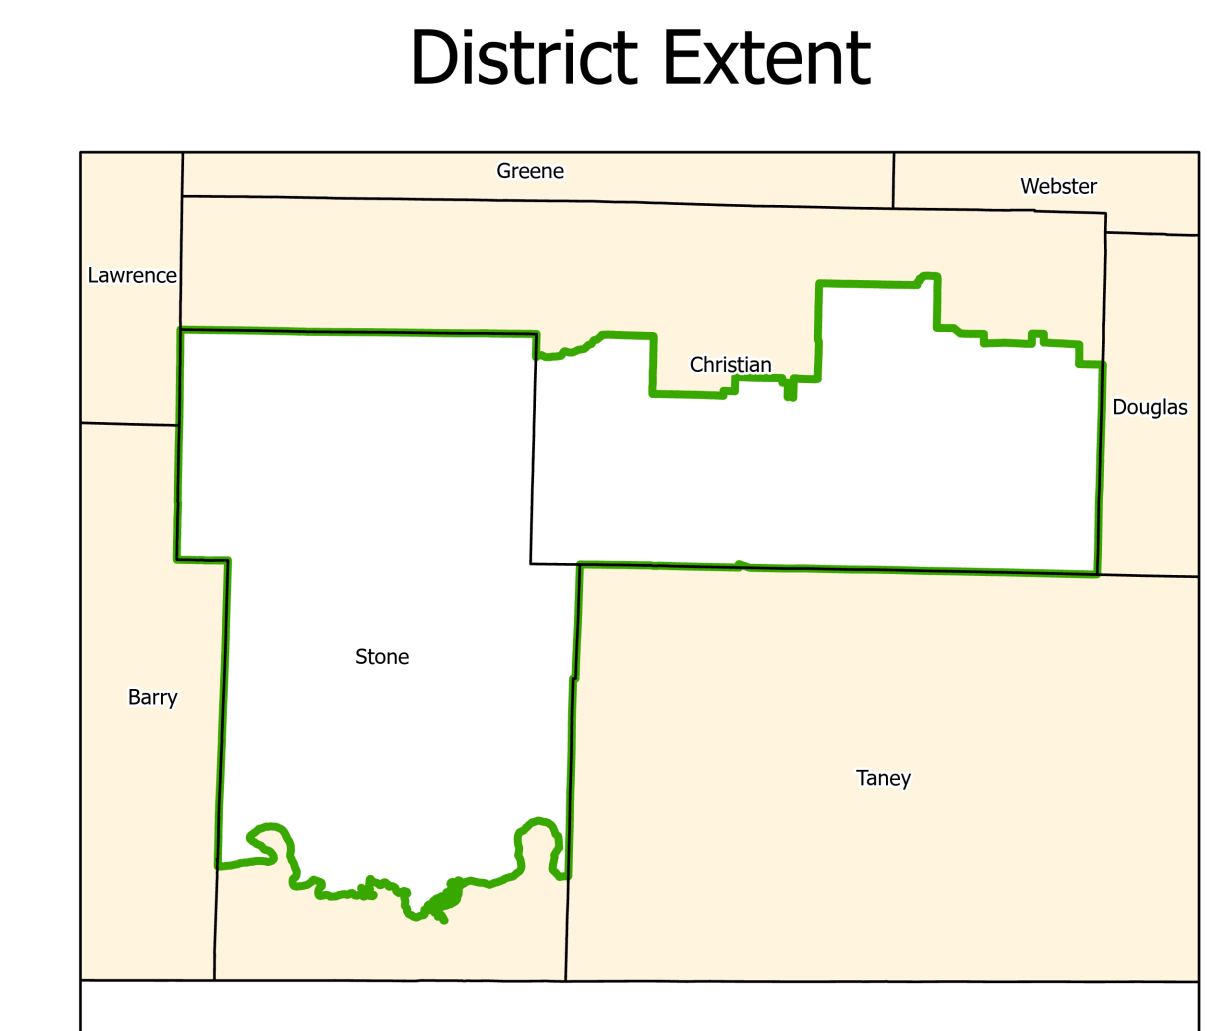 District Extent
Greene
Webster
Lawrence
Christian
Douglas
Stone
Barry
Taney